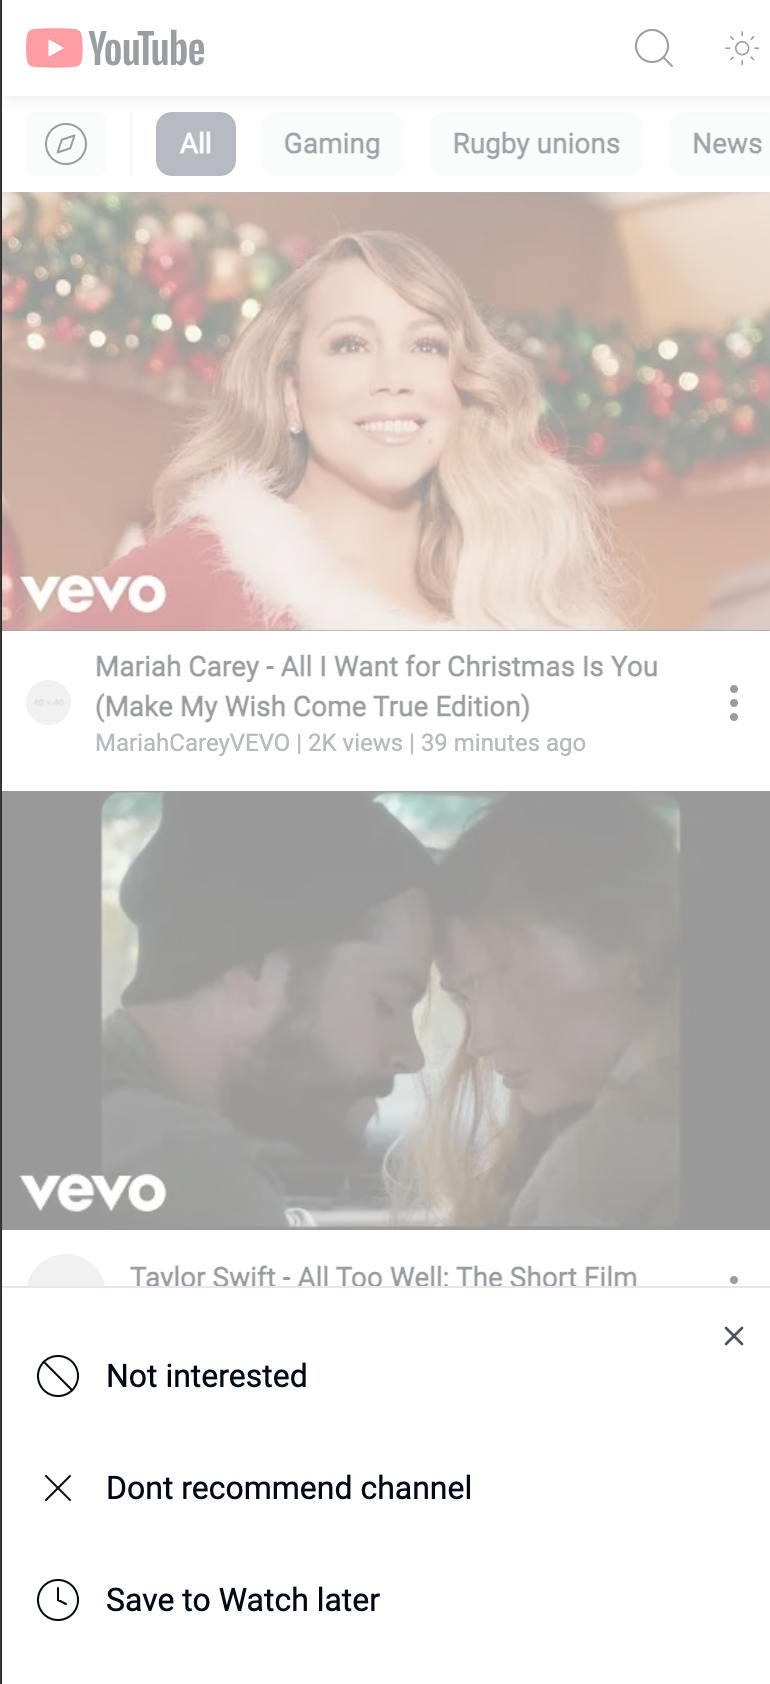 YouTube
All
Gaming
Rugby unions
News
vevo
40 × 40
Mariah Carey - All I Want for Christmas Is You
(Make My Wish Come True Edition)
MariahCareyVEVO | 2K views | 39 minutes ago
vevo
Taylor Swift - All Too Well: The Short Film
Not interested
Dont recommend channel
Save to Watch later